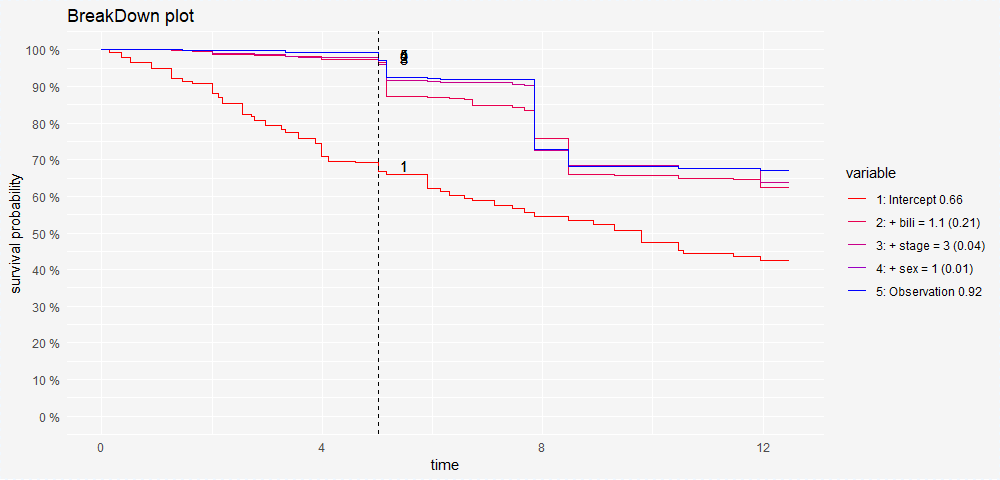 BreakDown plot
100 %
90 %
80 %
70 %
60 %
50 %
40 %
30 %
20 %
10 %
0 %
survival probability
1
0
4
8
12
time
variable
1: Intercept 0.66
2: + bili = 1.1 (0.21)
3: + stage = 3 (0.04)
4: + sex = 1 (0.01)
5: Observation 0.92